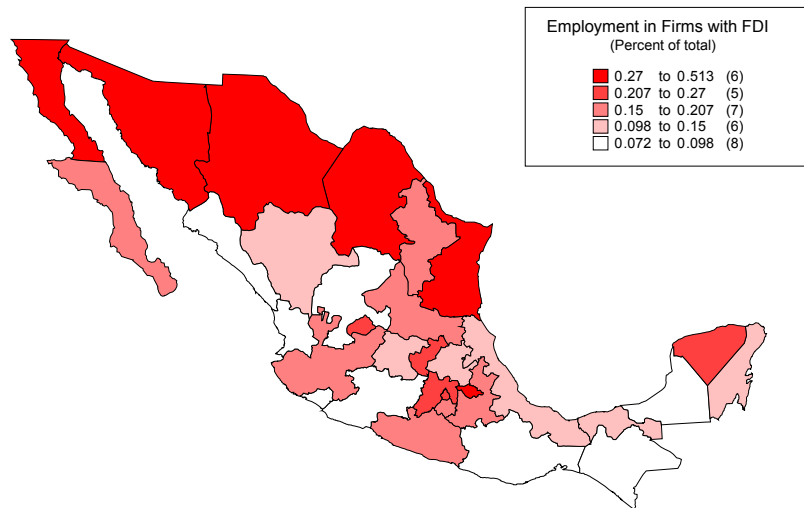 Employment in Firms with FDI
(Percent of total)
0.27 to 0.513 (6)
0.207 to 0.27 (5)
0.15 to 0.207 (7)
0.098 to 0.15 (6)
0.072 to 0.098 (8)